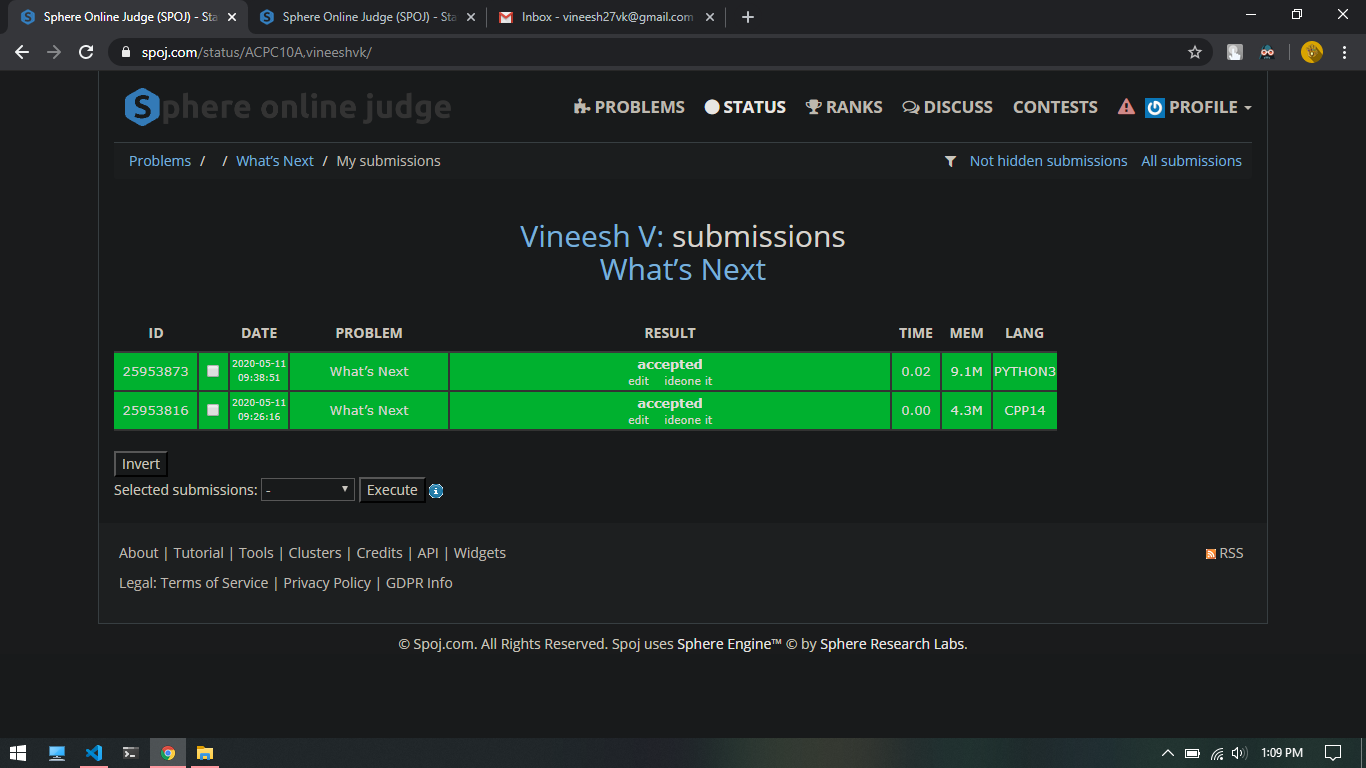 Sphere Online Judge (SPOJ) - Sta
Sphere Online Judge (SPOJ) - Sta
Inbox - vineesh27vk@gmail.com
spoj.com/status/ACPC10A,vineeshvk/
Sphere online judge
PROBLEMS STATUS RANKS DISCUSS CONTESTS PROFILE
Problems / / What's Next / My submissions
Not hidden submissions All submissions
Vineesh V: submissions
What's Next
ID DATE PROBLEM RESULT TIME MEM LANG
25953873 2020-05-11 09:38:51 What's Next accepted edit ideone it 0.02 9.1M PYTHON3
25953816 2020-05-11 09:26:16 What's Next accepted edit ideone it 0.00 4.3M CPP14
Invert
Selected submissions: - Execute
About | Tutorial | Tools | Clusters | Credits | API | Widgets
RSS
Legal: Terms of Service | Privacy Policy | GDPR Info
© Spoj.com. All Rights Reserved. Spoj uses Sphere Engine™ © by Sphere Research Labs.
1:09 PM